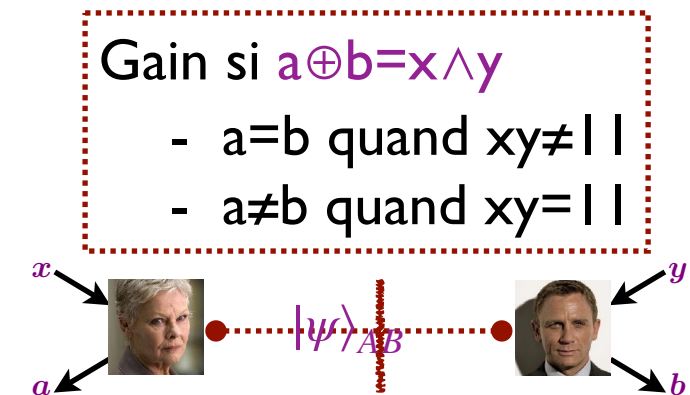 Gain si a⊕b=x∧y
- a=b quand xy≠11
- a≠b quand xy=11
x
y
|ψ⟩AB
a
b